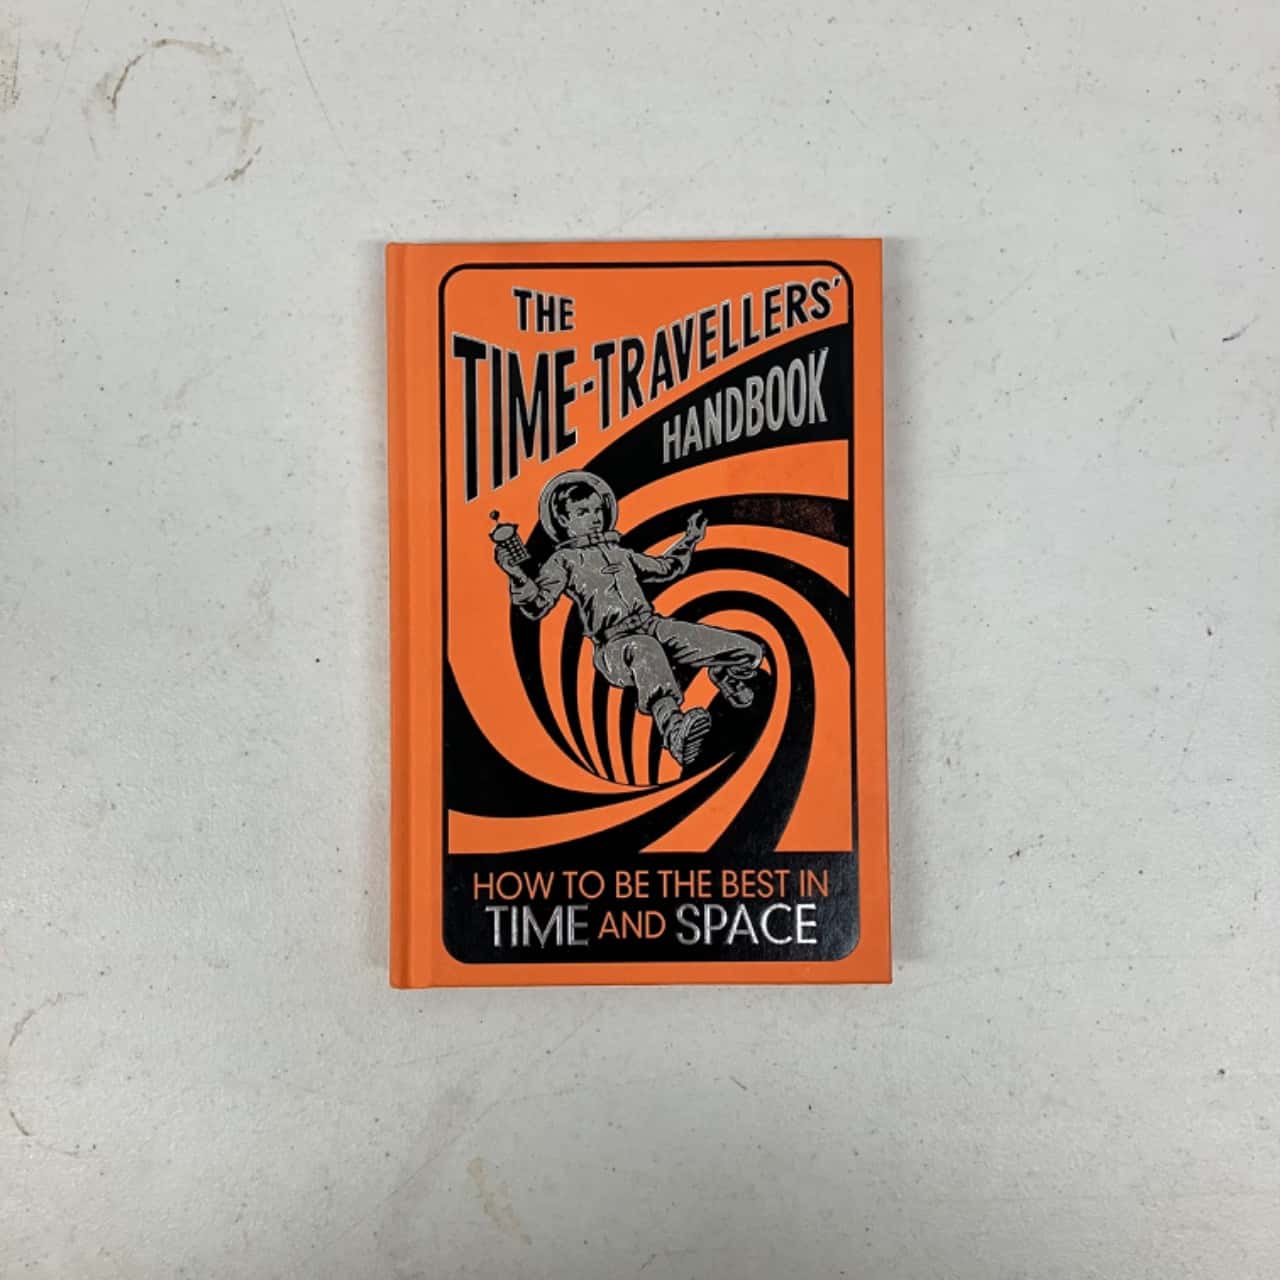 THE
TIME-TRAVELLERS'
HANDBOOK
HOW TO BE THE BEST IN
TIME AND SPACE